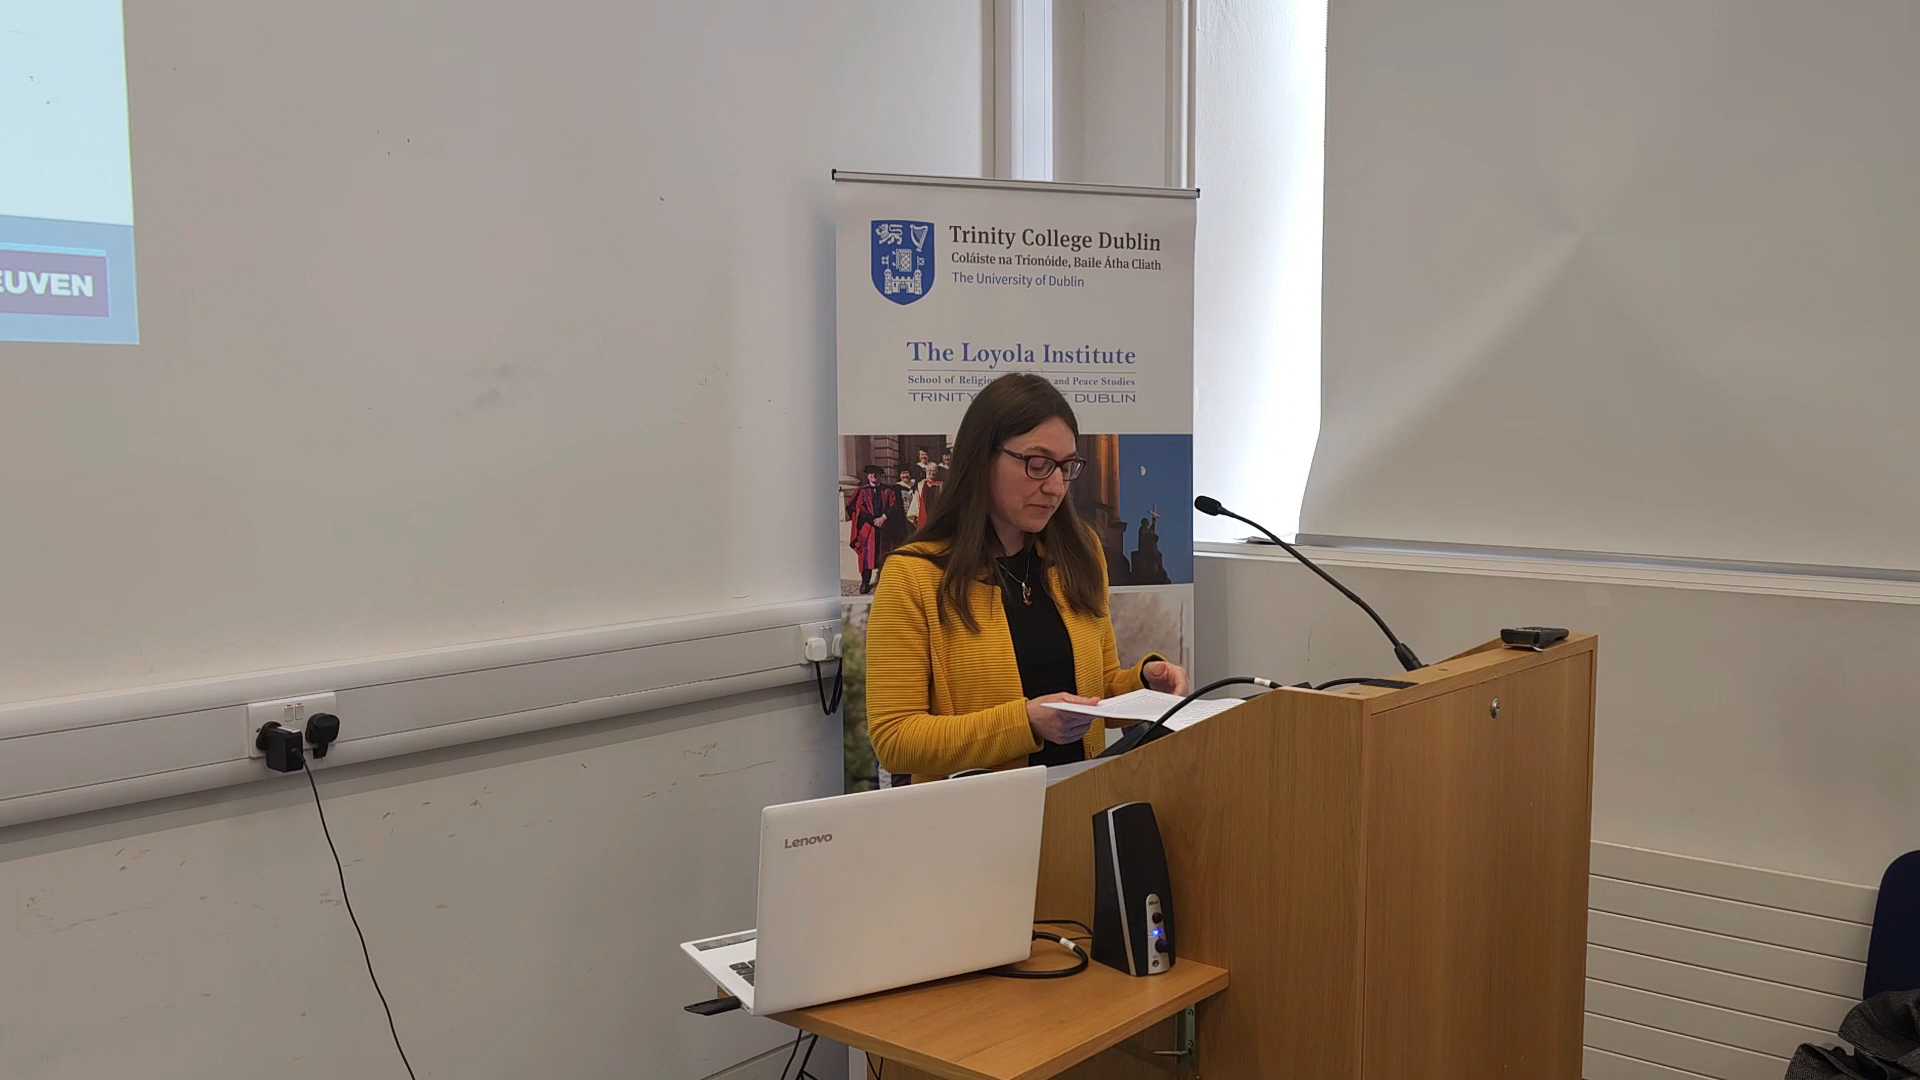 EUVEN
Trinity College Dublin
Coláiste na Tríonóide, Baile Átha Cliath
The University of Dublin
The Loyola Institute
School of Religio and Peace Studies
TRINITY DUBLIN
Lenovo